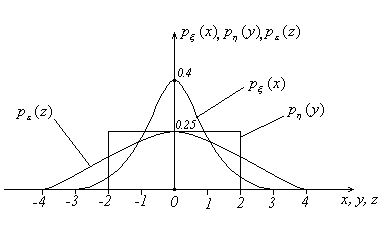 p_ξ (x), p_η (y), p_ε (z)
0.4
p_ξ (x)
p_ε (z)
p_η (y)
0.25
-4 -3 -2 -1 0 1 2 3 4 x, y, z